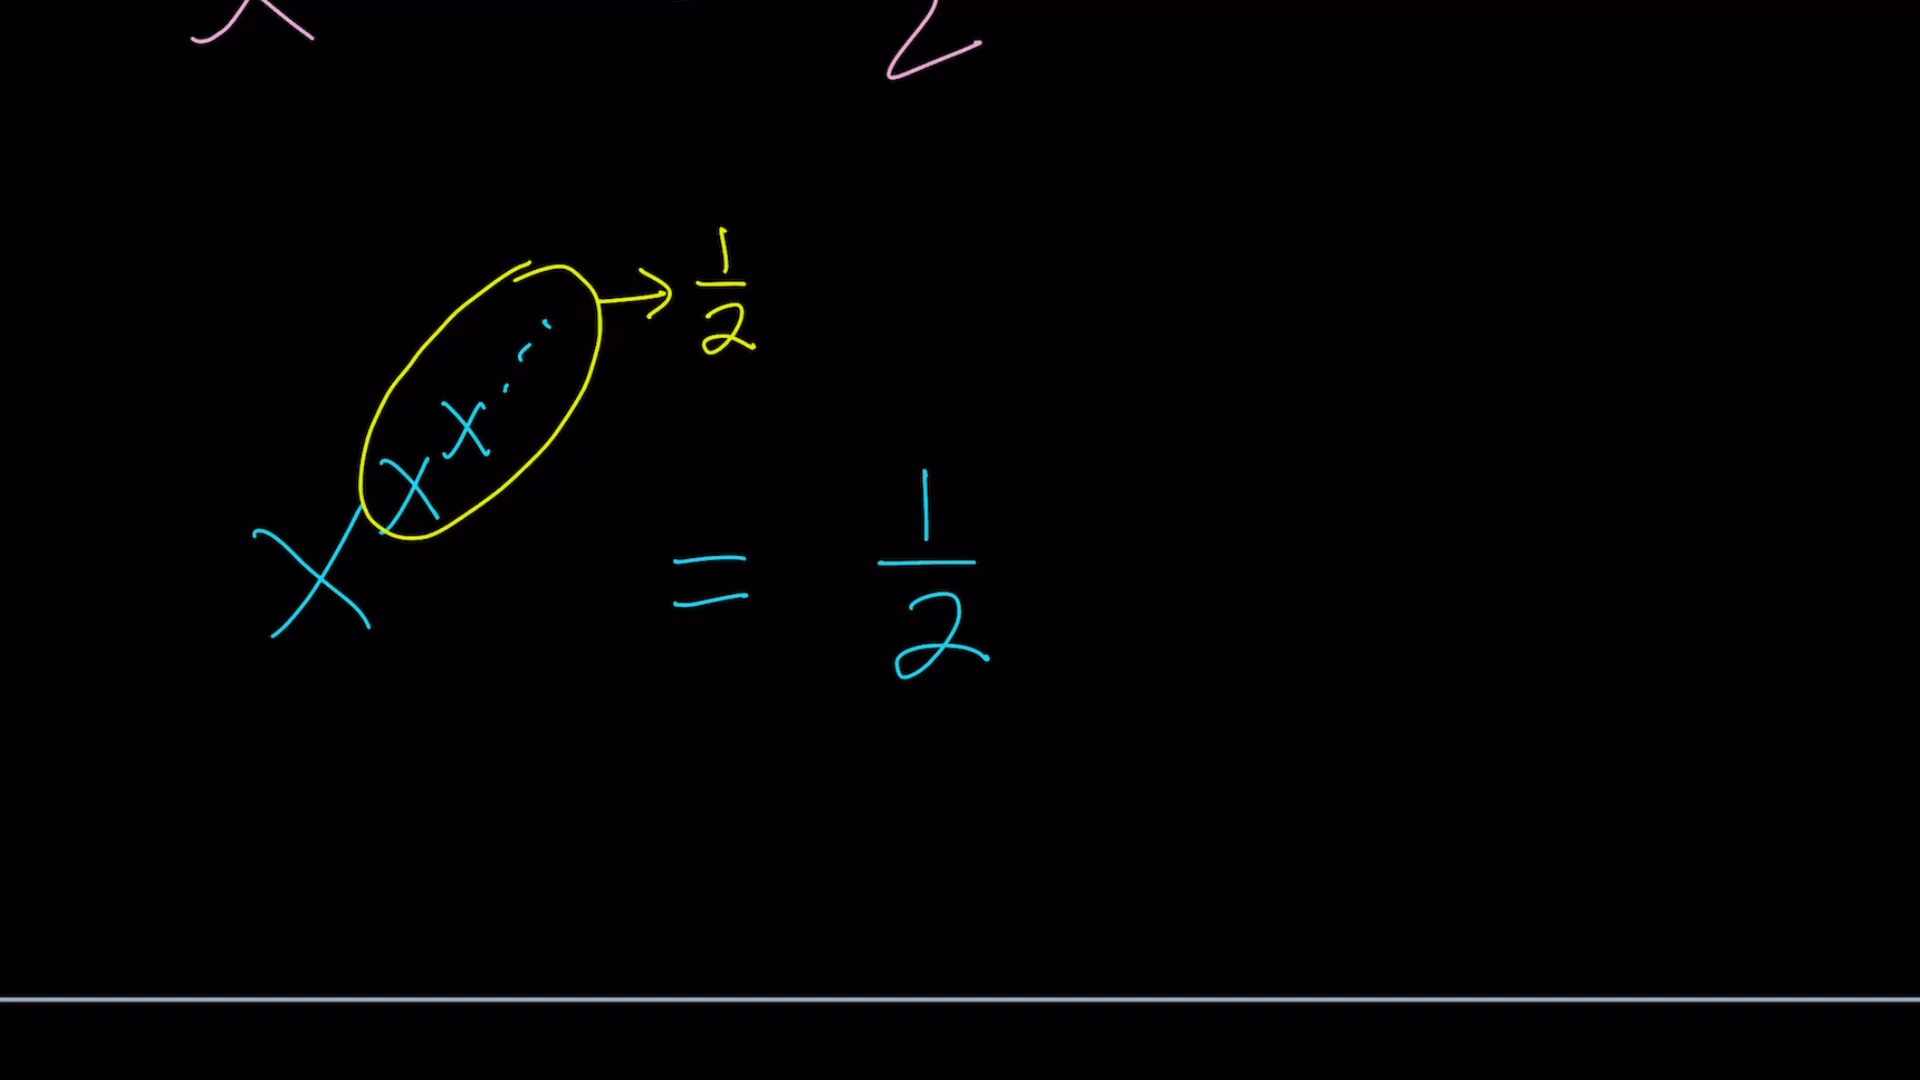 → 1/2
x^x^x^⋰ = 1/2